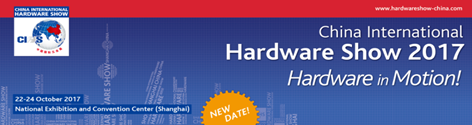 www.hardwareshow-china.com
CHINA INTERNATIONAL
HARDWARE SHOW
CIHS
China International
Hardware Show 2017
Hardware in Motion!
22-24 October 2017
National Exhibition and Convention Center (Shanghai)
NEW
DATE!